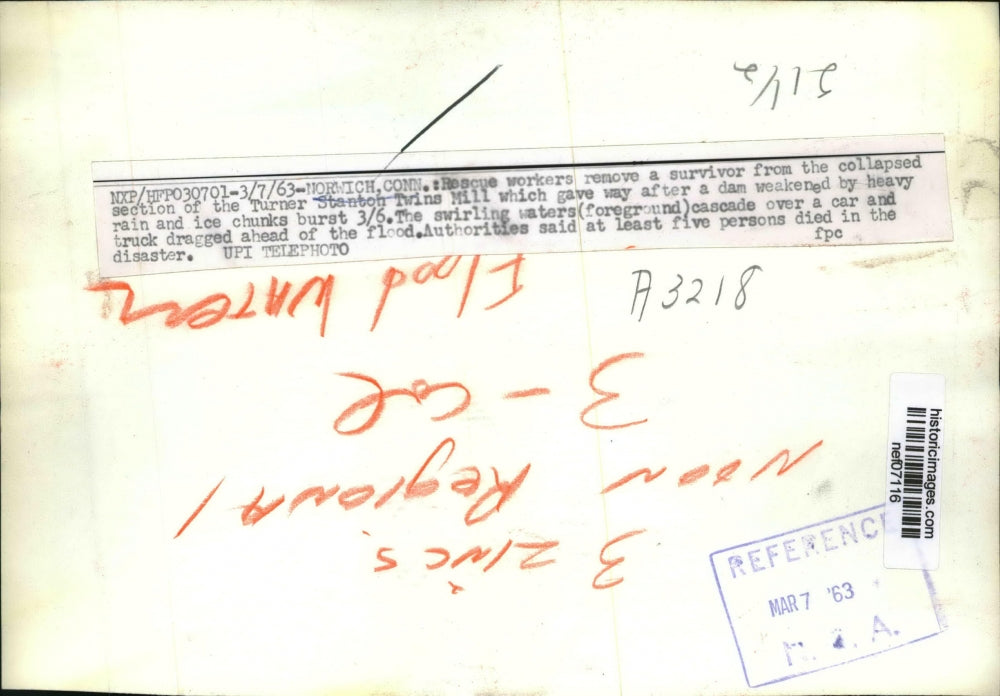 21 1/2
NXP/HFP030701-3/7/63-NORWICH,CONN.:Rescue workers remove a survivor from the collapsed
section of the Turner Stanton Twins Mill which gave way after a dam weakened by heavy
rain and ice chunks burst 3/6.The swirling waters(foreground)cascade over a car and
truck dragged ahead of the flood.Authorities said at least five persons died in the
disaster. UPI TELEPHOTO fpc
A3218
3 ZINCS
NOON REGIONAL
3 - Col
Flood WATERS
historicimages.com
nef07116
REFERENCE
MAR 7 '63